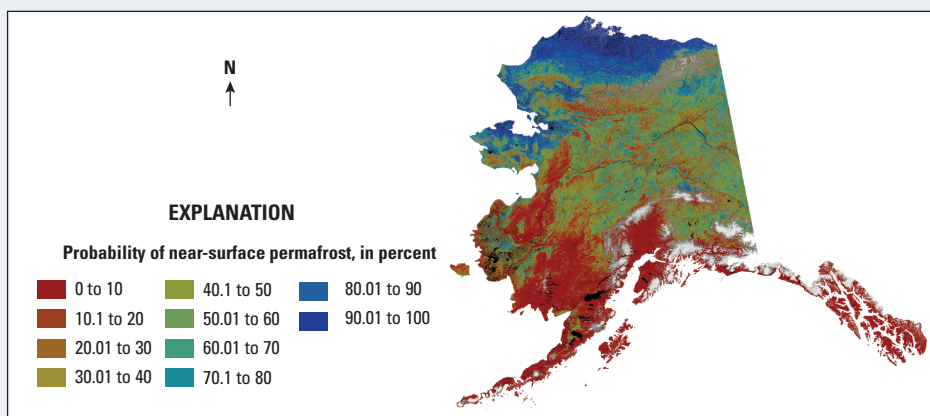 N
EXPLANATION
Probability of near-surface permafrost, in percent
0 to 10
10.1 to 20
20.01 to 30
30.01 to 40
40.1 to 50
50.01 to 60
60.01 to 70
70.1 to 80
80.01 to 90
90.01 to 100